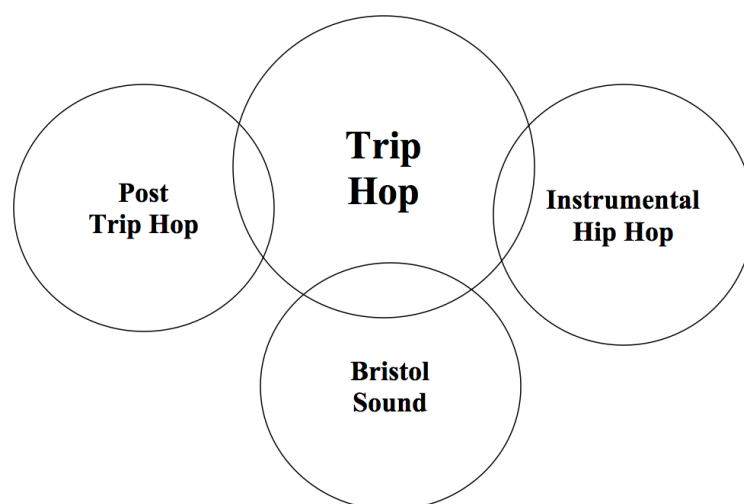 Trip
Hop
Post
Trip Hop
Instrumental
Hip Hop
Bristol
Sound